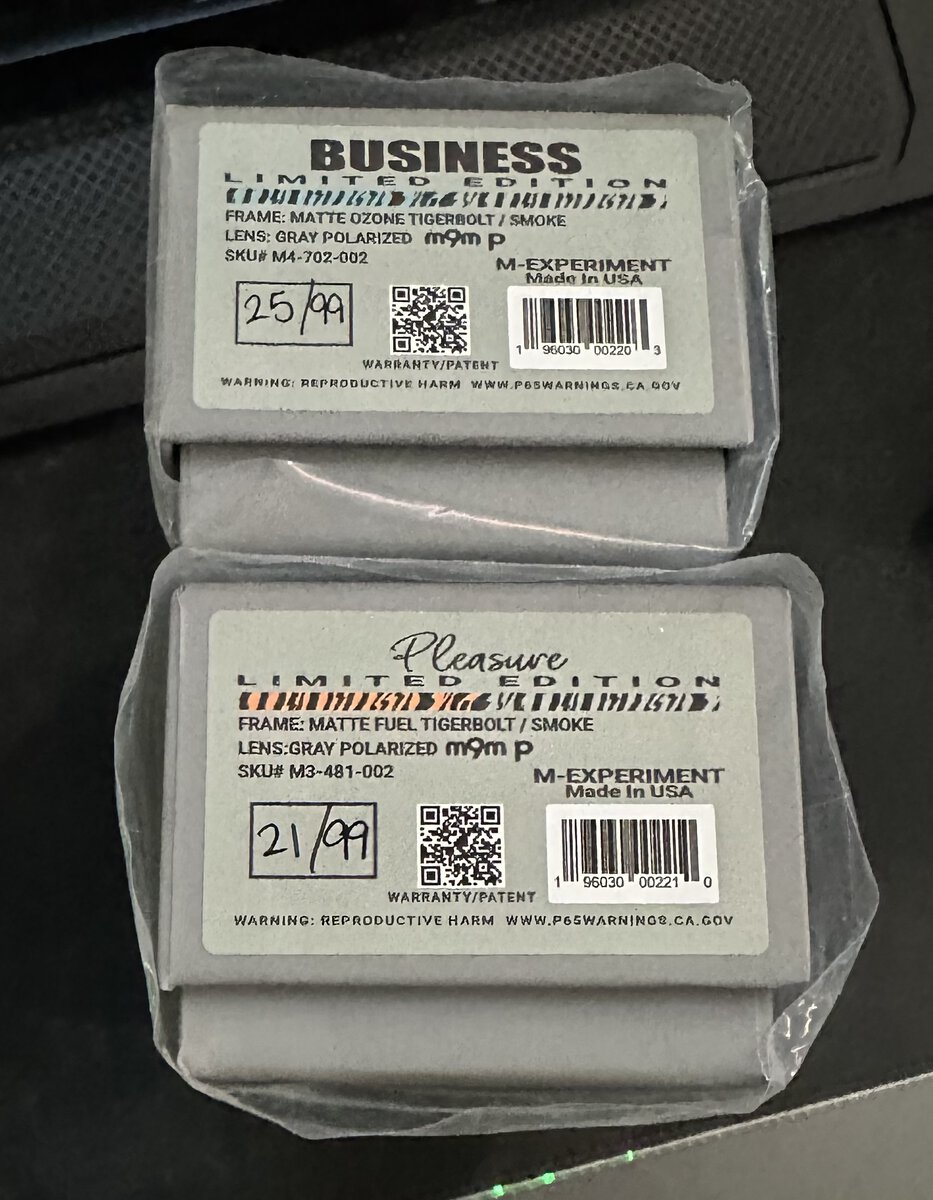 BUSINESS
LIMITED EDITION
FRAME: MATTE OZONE TIGERBOLT / SMOKE
LENS: GRAY POLARIZED m9m p
SKU# M4-702-002
M-EXPERIMENT
Made In USA
25/99
1 96030 00220 3
WARRANTY/PATENT
WARNING: REPRODUCTIVE HARM WWW.P65WARNINGS.CA.GOV
Pleasure
LIMITED EDITION
FRAME: MATTE FUEL TIGERBOLT / SMOKE
LENS:GRAY POLARIZED m9m p
SKU# M3-481-002
M-EXPERIMENT
Made In USA
21/99
1 96030 00221 0
WARRANTY/PATENT
WARNING: REPRODUCTIVE HARM WWW.P65WARNINGS.CA.GOV